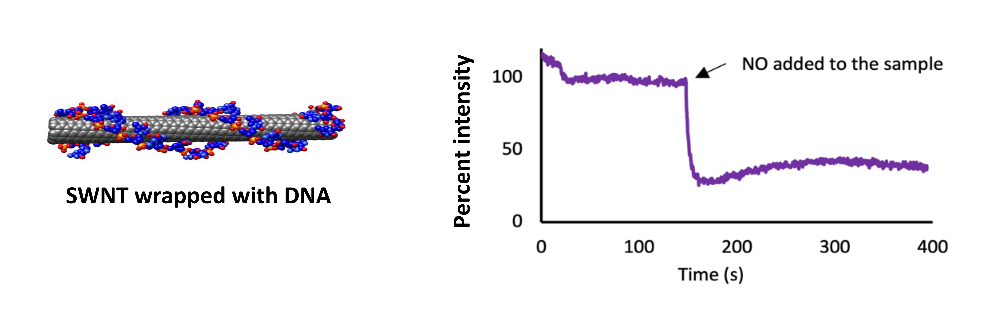 SWNT wrapped with DNA
Percent intensity
100
50
0
NO added to the sample
0 100 200 300 400
Time (s)